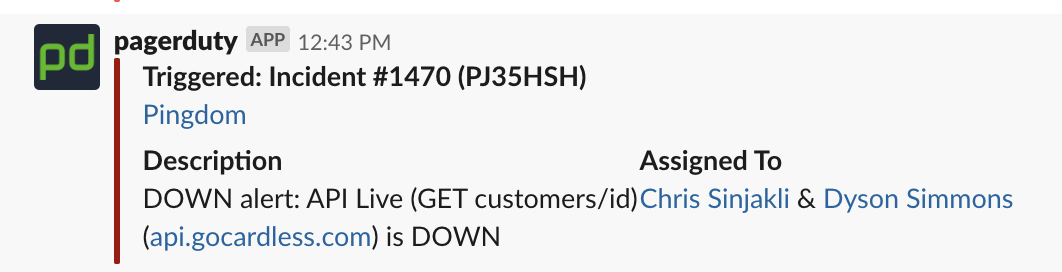 pd
pagerduty APP 12:43 PM
Triggered: Incident #1470 (PJ35HSH)
Pingdom
Description
DOWN alert: API Live (GET customers/id)
(api.gocardless.com) is DOWN
Assigned To
Chris Sinjakli & Dyson Simmons